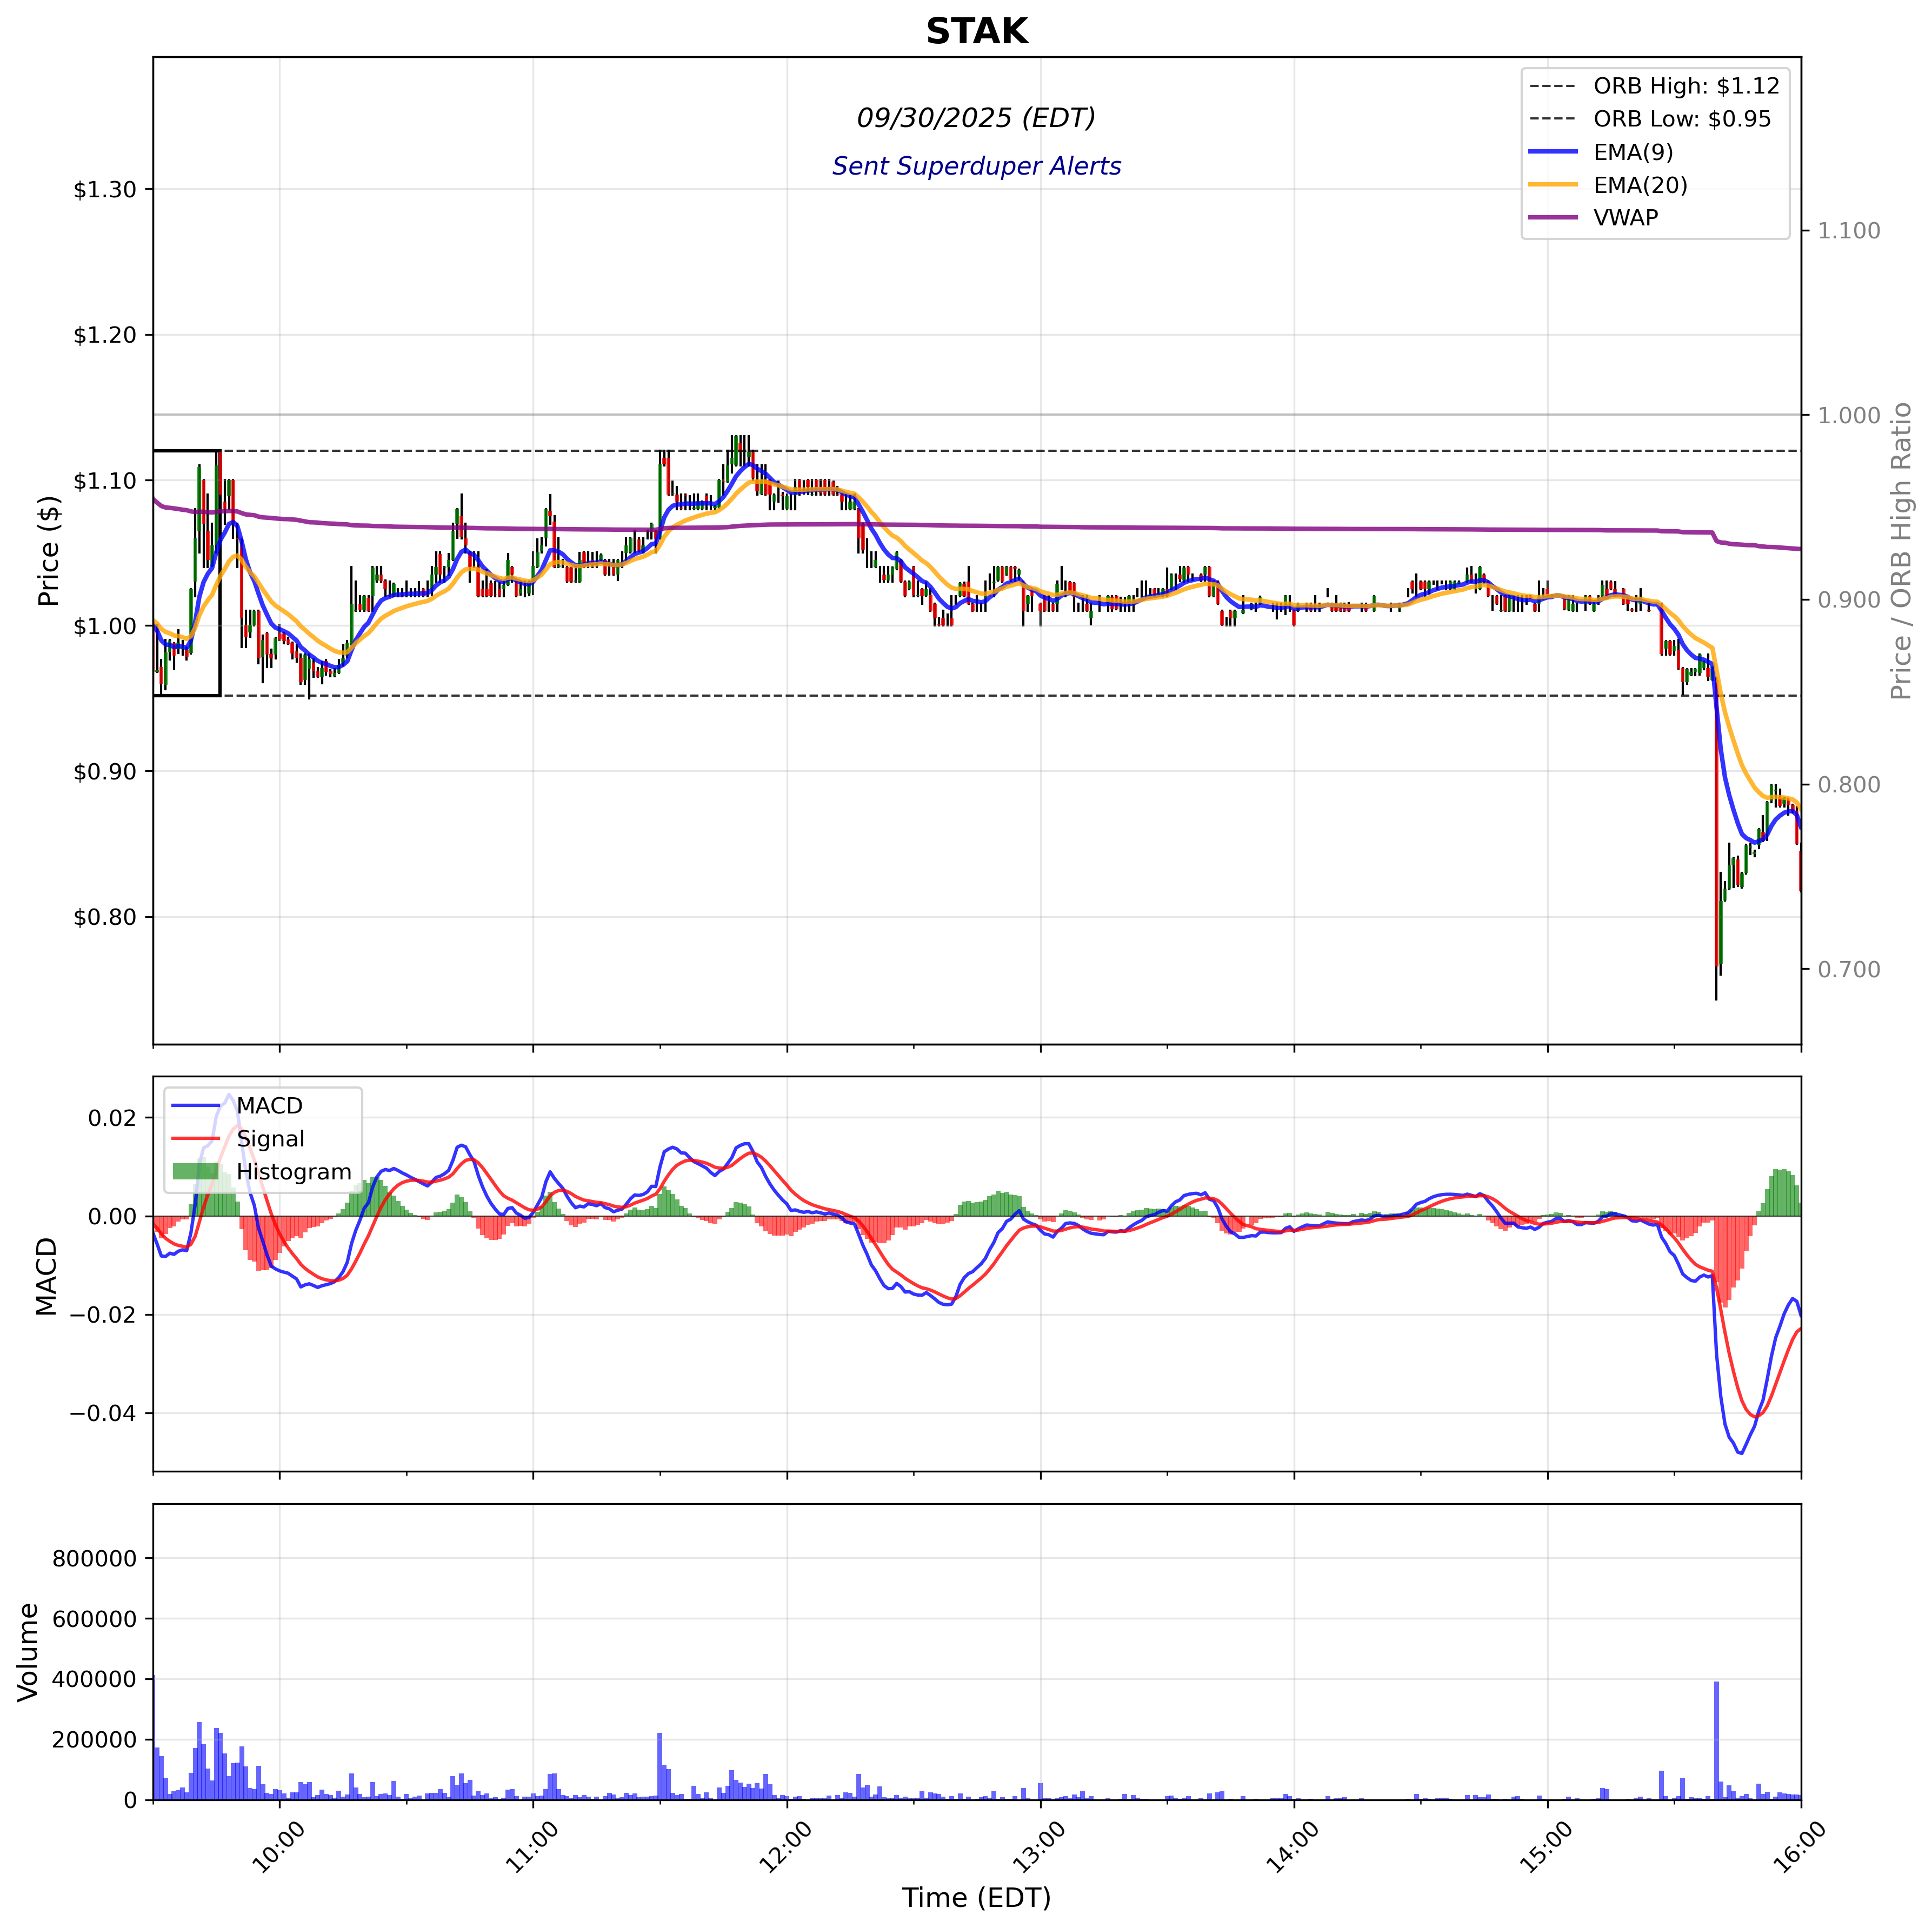 STAK
09/30/2025 (EDT)
Sent Superduper Alerts
ORB High: $1.12
ORB Low: $0.95
EMA(9)
EMA(20)
VWAP
Price ($)
$1.30
$1.20
$1.10
$1.00
$0.90
$0.80
1.100
1.000
0.900
0.800
0.700
Price / ORB High Ratio
MACD
Signal
Histogram
MACD
0.02
0.00
−0.02
−0.04
Volume
800000
600000
400000
200000
0
10:00
11:00
12:00
13:00
14:00
15:00
16:00
Time (EDT)